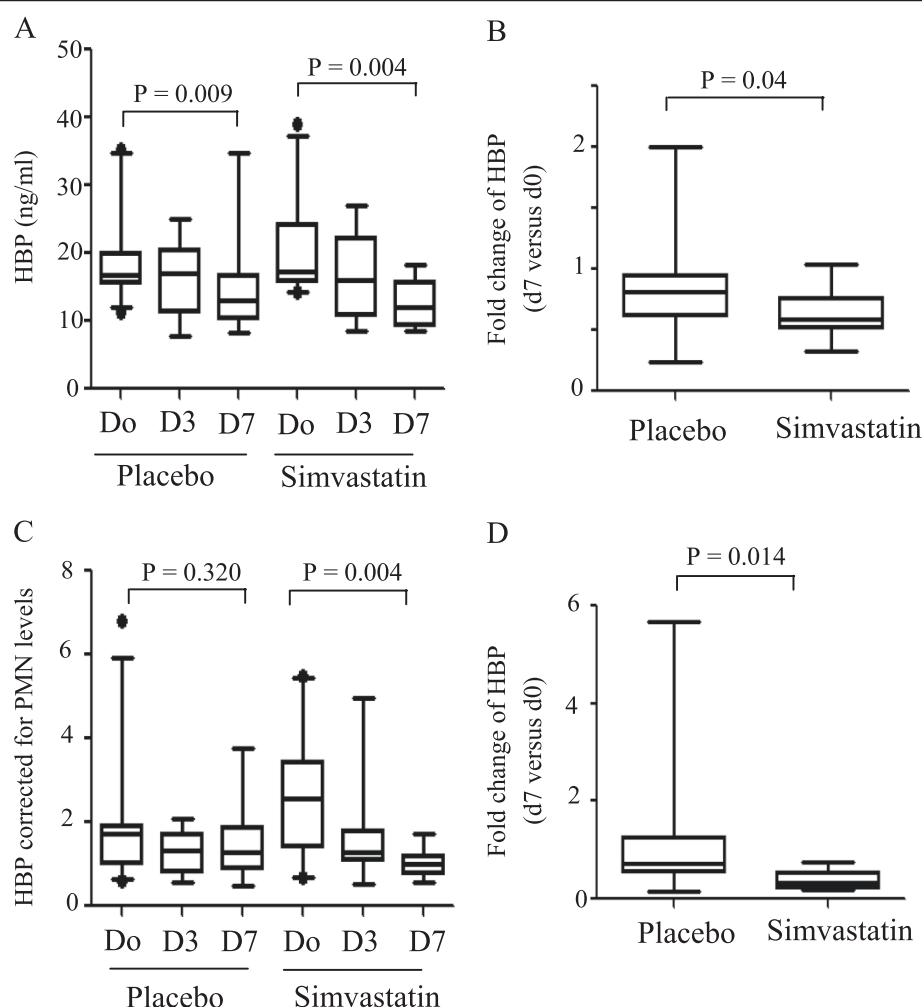 A
50
40
30
20
10
0
HBP (ng/ml)
P = 0.009
P = 0.004
Do D3 D7 Do D3 D7
Placebo Simvastatin
B
2
1
0
Fold change of HBP
(d7 versus d0)
P = 0.04
Placebo Simvastatin
C
8
6
4
2
0
HBP corrected for PMN levels
P = 0.320 P = 0.004
Do D3 D7 Do D3 D7
Placebo Simvastatin
D
6
4
2
0
Fold change of HBP
(d7 versus d0)
P = 0.014
Placebo Simvastatin